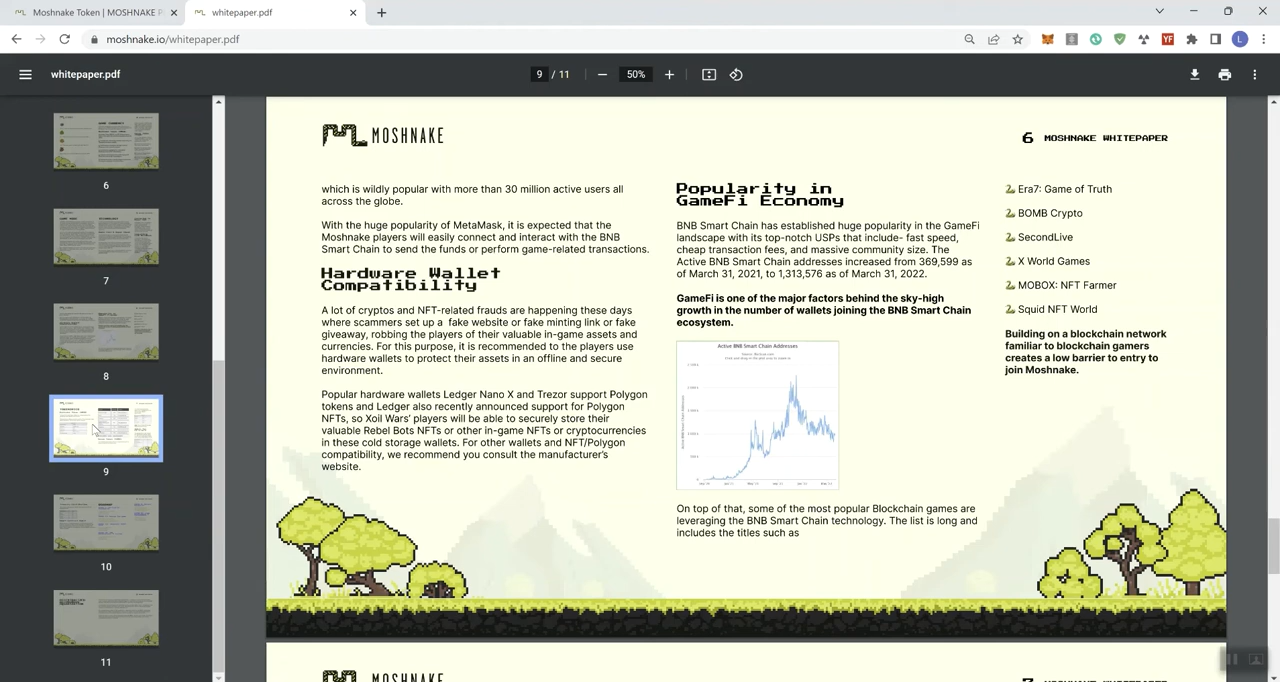 Moshnake Token | MOSHNAKE P
whitepaper.pdf
moshnake.io/whitepaper.pdf
YF
L
whitepaper.pdf
9 / 11
50%
6
7
8
9
10
11
MOSHNAKE
6 MOSHNAKE WHITEPAPER
which is wildly popular with more than 30 million active users all
across the globe.
With the huge popularity of MetaMask, it is expected that the
Moshnake players will easily connect and interact with the BNB
Smart Chain to send the funds or perform game-related transactions.
Hardware Wallet
Compatibility
A lot of cryptos and NFT-related frauds are happening these days
where scammers set up a fake website or fake minting link or fake
giveaway, robbing the players of their valuable in-game assets and
currencies. For this purpose, it is recommended to the players use
hardware wallets to protect their assets in an offline and secure
environment.
Popular hardware wallets Ledger Nano X and Trezor support Polygon
tokens and Ledger also recently announced support for Polygon
NFTs, so Xoil Wars' players will be able to securely store their
valuable Rebel Bots NFTs or other in-game NFTs or cryptocurrencies
in these cold storage wallets. For other wallets and NFT/Polygon
compatibility, we recommend you consult the manufacturer's
website.
Popularity in
GameFi Economy
BNB Smart Chain has established huge popularity in the GameFi
landscape with its top-notch USPs that include- fast speed,
cheap transaction fees, and massive community size. The
Active BNB Smart Chain addresses increased from 369,599 as
of March 31, 2021, to 1,313,576 as of March 31, 2022.
GameFi is one of the major factors behind the sky-high
growth in the number of wallets joining the BNB Smart Chain
ecosystem.
Active BNB Smart Chain Addresses
On top of that, some of the most popular Blockchain games are
leveraging the BNB Smart Chain technology. The list is long and
includes the titles such as
Era7: Game of Truth
BOMB Crypto
SecondLive
X World Games
MOBOX: NFT Farmer
Squid NFT World
Building on a blockchain network
familiar to blockchain gamers
creates a low barrier to entry to
join Moshnake.
MOSHNAKE
7 MOSHNAKE WHITEPAPER